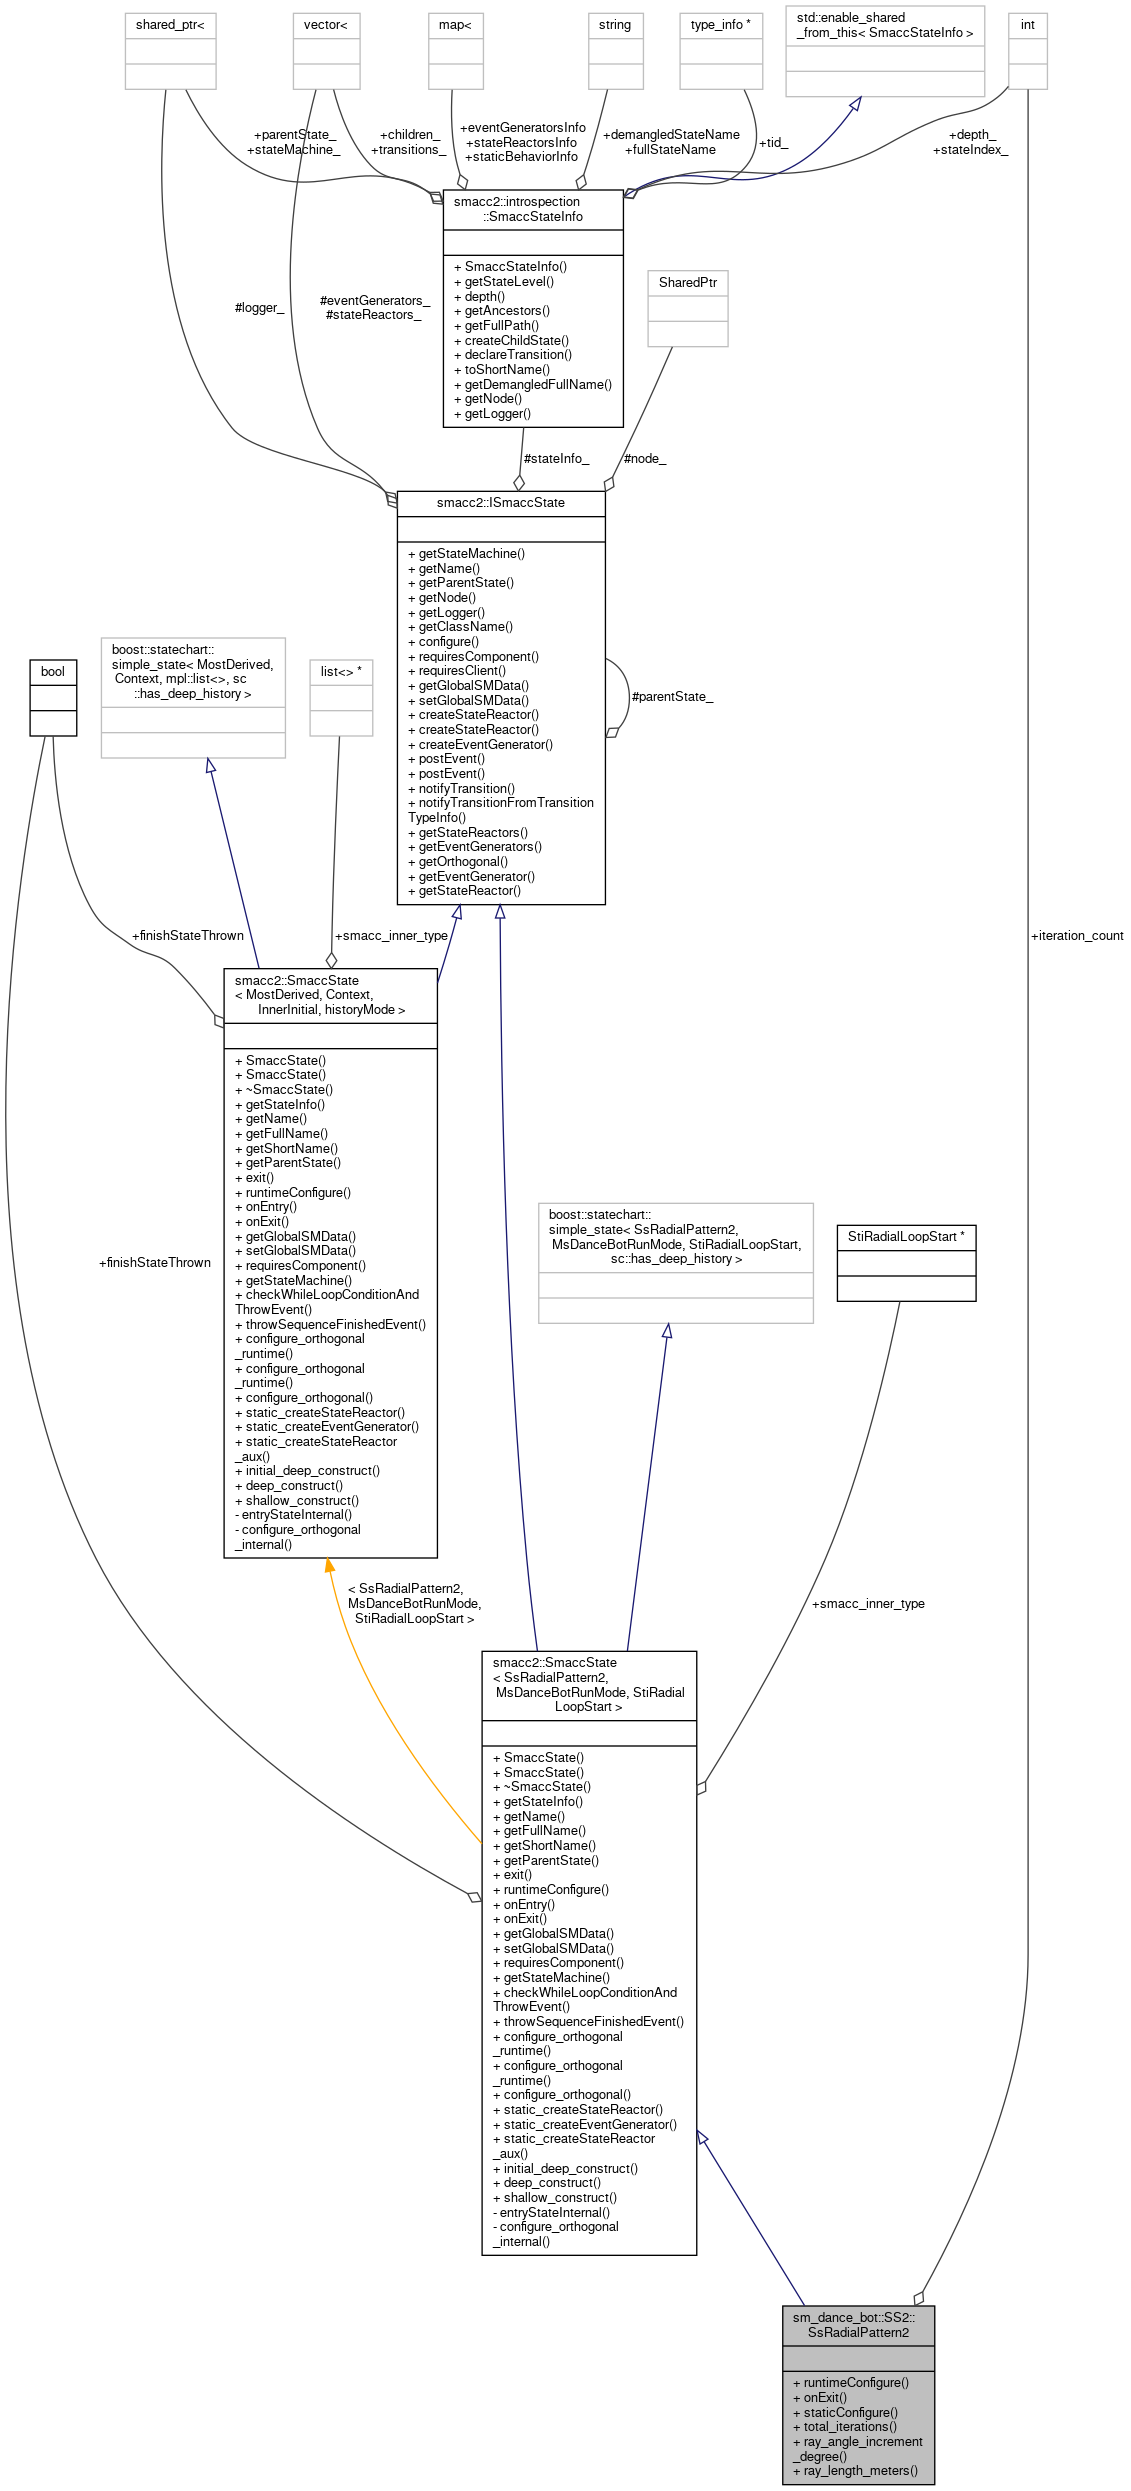 shared_ptr<
vector<
map<
string
type_info *
std::enable_shared
_from_this< SmaccStateInfo >
int
+parentState_
+stateMachine_
+children_
+transitions_
+eventGeneratorsInfo
+stateReactorsInfo
+staticBehaviorInfo
+demangledStateName
+fullStateName
+tid_
+depth_
+stateIndex_
smacc2::introspection
::SmaccStateInfo
+ SmaccStateInfo()
+ getStateLevel()
+ depth()
+ getAncestors()
+ getFullPath()
+ createChildState()
+ declareTransition()
+ toShortName()
+ getDemangledFullName()
+ getNode()
+ getLogger()
SharedPtr
#logger_
#eventGenerators_
#stateReactors_
#stateInfo_
#node_
smacc2::ISmaccState
+ getStateMachine()
+ getName()
+ getParentState()
+ getNode()
+ getLogger()
+ getClassName()
+ configure()
+ requiresComponent()
+ requiresClient()
+ getGlobalSMData()
+ setGlobalSMData()
+ createStateReactor()
+ createStateReactor()
+ createEventGenerator()
+ postEvent()
+ postEvent()
+ notifyTransition()
+ notifyTransitionFromTransition
TypeInfo()
+ getStateReactors()
+ getEventGenerators()
+ getOrthogonal()
+ getEventGenerator()
+ getStateReactor()
#parentState_
bool
boost::statechart::
simple_state< MostDerived,
Context, mpl::list<>, sc
::has_deep_history >
list<> *
+finishStateThrown
+smacc_inner_type
+iteration_count
smacc2::SmaccState
< MostDerived, Context,
InnerInitial, historyMode >
+ SmaccState()
+ SmaccState()
+ ~SmaccState()
+ getStateInfo()
+ getName()
+ getFullName()
+ getShortName()
+ getParentState()
+ exit()
+ runtimeConfigure()
+ onEntry()
+ onExit()
+ getGlobalSMData()
+ setGlobalSMData()
+ requiresComponent()
+ getStateMachine()
+ checkWhileLoopConditionAnd
ThrowEvent()
+ throwSequenceFinishedEvent()
+ configure_orthogonal
_runtime()
+ configure_orthogonal
_runtime()
+ configure_orthogonal()
+ static_createStateReactor()
+ static_createEventGenerator()
+ static_createStateReactor
_aux()
+ initial_deep_construct()
+ deep_construct()
+ shallow_construct()
- entryStateInternal()
- configure_orthogonal
_internal()
+finishStateThrown
boost::statechart::
simple_state< SsRadialPattern2,
MsDanceBotRunMode, StiRadialLoopStart,
sc::has_deep_history >
StiRadialLoopStart *
< SsRadialPattern2,
MsDanceBotRunMode,
StiRadialLoopStart >
+smacc_inner_type
smacc2::SmaccState
< SsRadialPattern2,
MsDanceBotRunMode, StiRadial
LoopStart >
+ SmaccState()
+ SmaccState()
+ ~SmaccState()
+ getStateInfo()
+ getName()
+ getFullName()
+ getShortName()
+ getParentState()
+ exit()
+ runtimeConfigure()
+ onEntry()
+ onExit()
+ getGlobalSMData()
+ setGlobalSMData()
+ requiresComponent()
+ getStateMachine()
+ checkWhileLoopConditionAnd
ThrowEvent()
+ throwSequenceFinishedEvent()
+ configure_orthogonal
_runtime()
+ configure_orthogonal
_runtime()
+ configure_orthogonal()
+ static_createStateReactor()
+ static_createEventGenerator()
+ static_createStateReactor
_aux()
+ initial_deep_construct()
+ deep_construct()
+ shallow_construct()
- entryStateInternal()
- configure_orthogonal
_internal()
sm_dance_bot::SS2::
SsRadialPattern2
+ runtimeConfigure()
+ onExit()
+ staticConfigure()
+ total_iterations()
+ ray_angle_increment
_degree()
+ ray_length_meters()